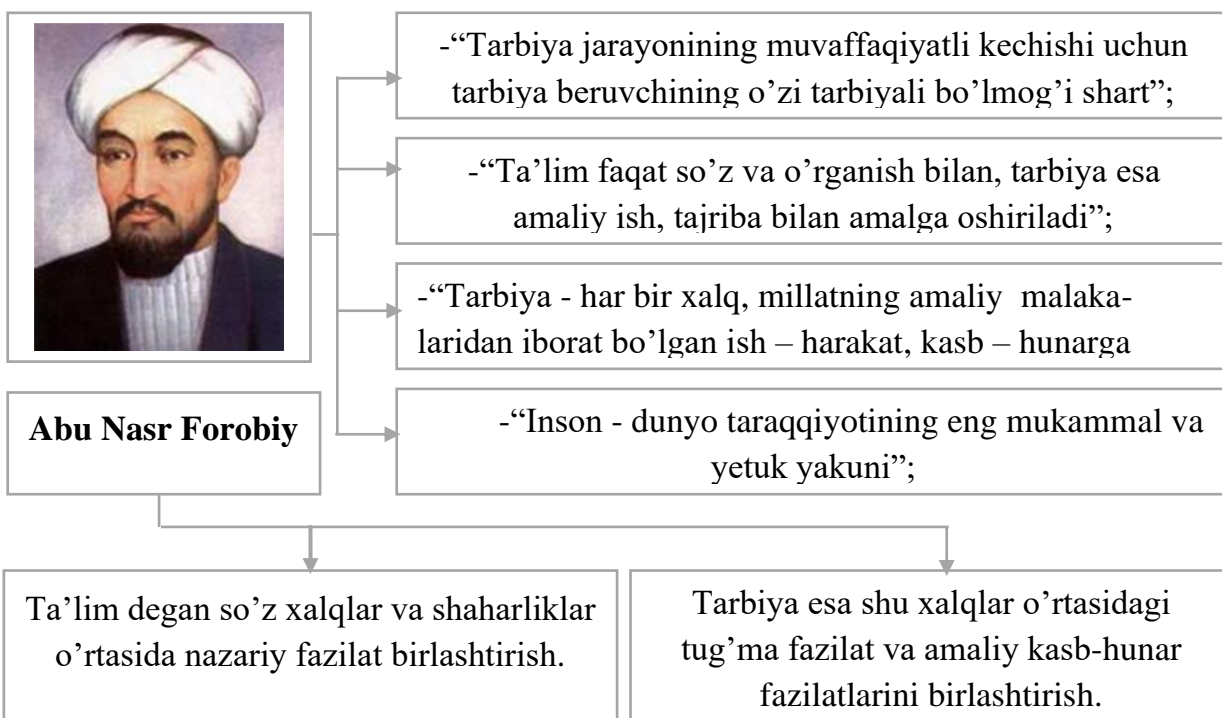 -“Tarbiya jarayonining muvaffaqiyatli kechishi uchun
tarbiya beruvchining o’zi tarbiyali bo’lmog’i shart”;
-“Ta’lim faqat so’z va o’rganish bilan, tarbiya esa
amaliy ish, tajriba bilan amalga oshiriladi”;
-“Tarbiya - har bir xalq, millatning amaliy malaka-
laridan iborat bo’lgan ish – harakat, kasb – hunarga
Abu Nasr Forobiy
-“Inson - dunyo taraqqiyotining eng mukammal va
yetuk yakuni”;
Ta’lim degan so’z xalqlar va shaharliklar
o’rtasida nazariy fazilat birlashtirish.
Tarbiya esa shu xalqlar o’rtasidagi
tug’ma fazilat va amaliy kasb-hunar
fazilatlarini birlashtirish.